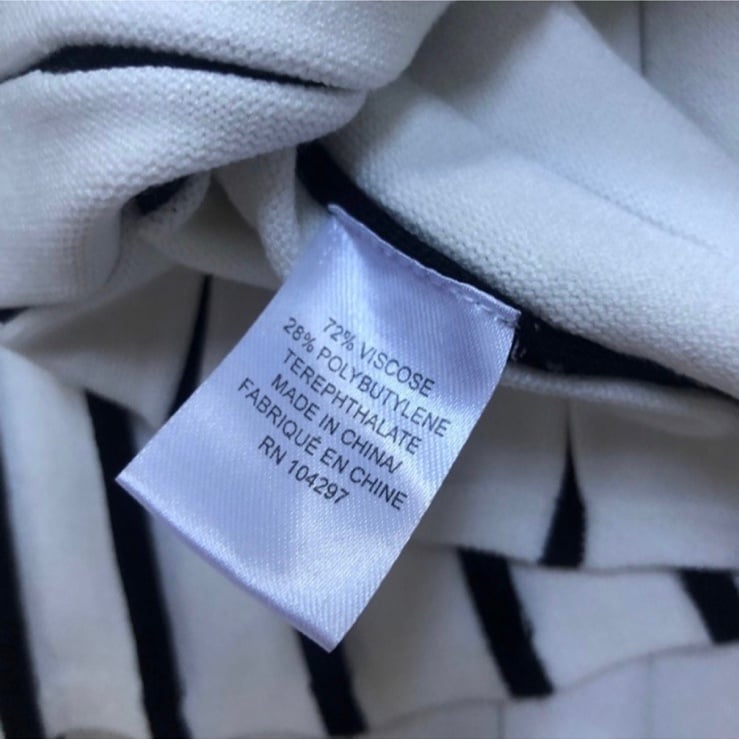 72% VISCOSE
28% POLYBUTYLENE
TEREPHTHALATE
MADE IN CHINA/
FABRIQUÉ EN CHINE
RN 104297